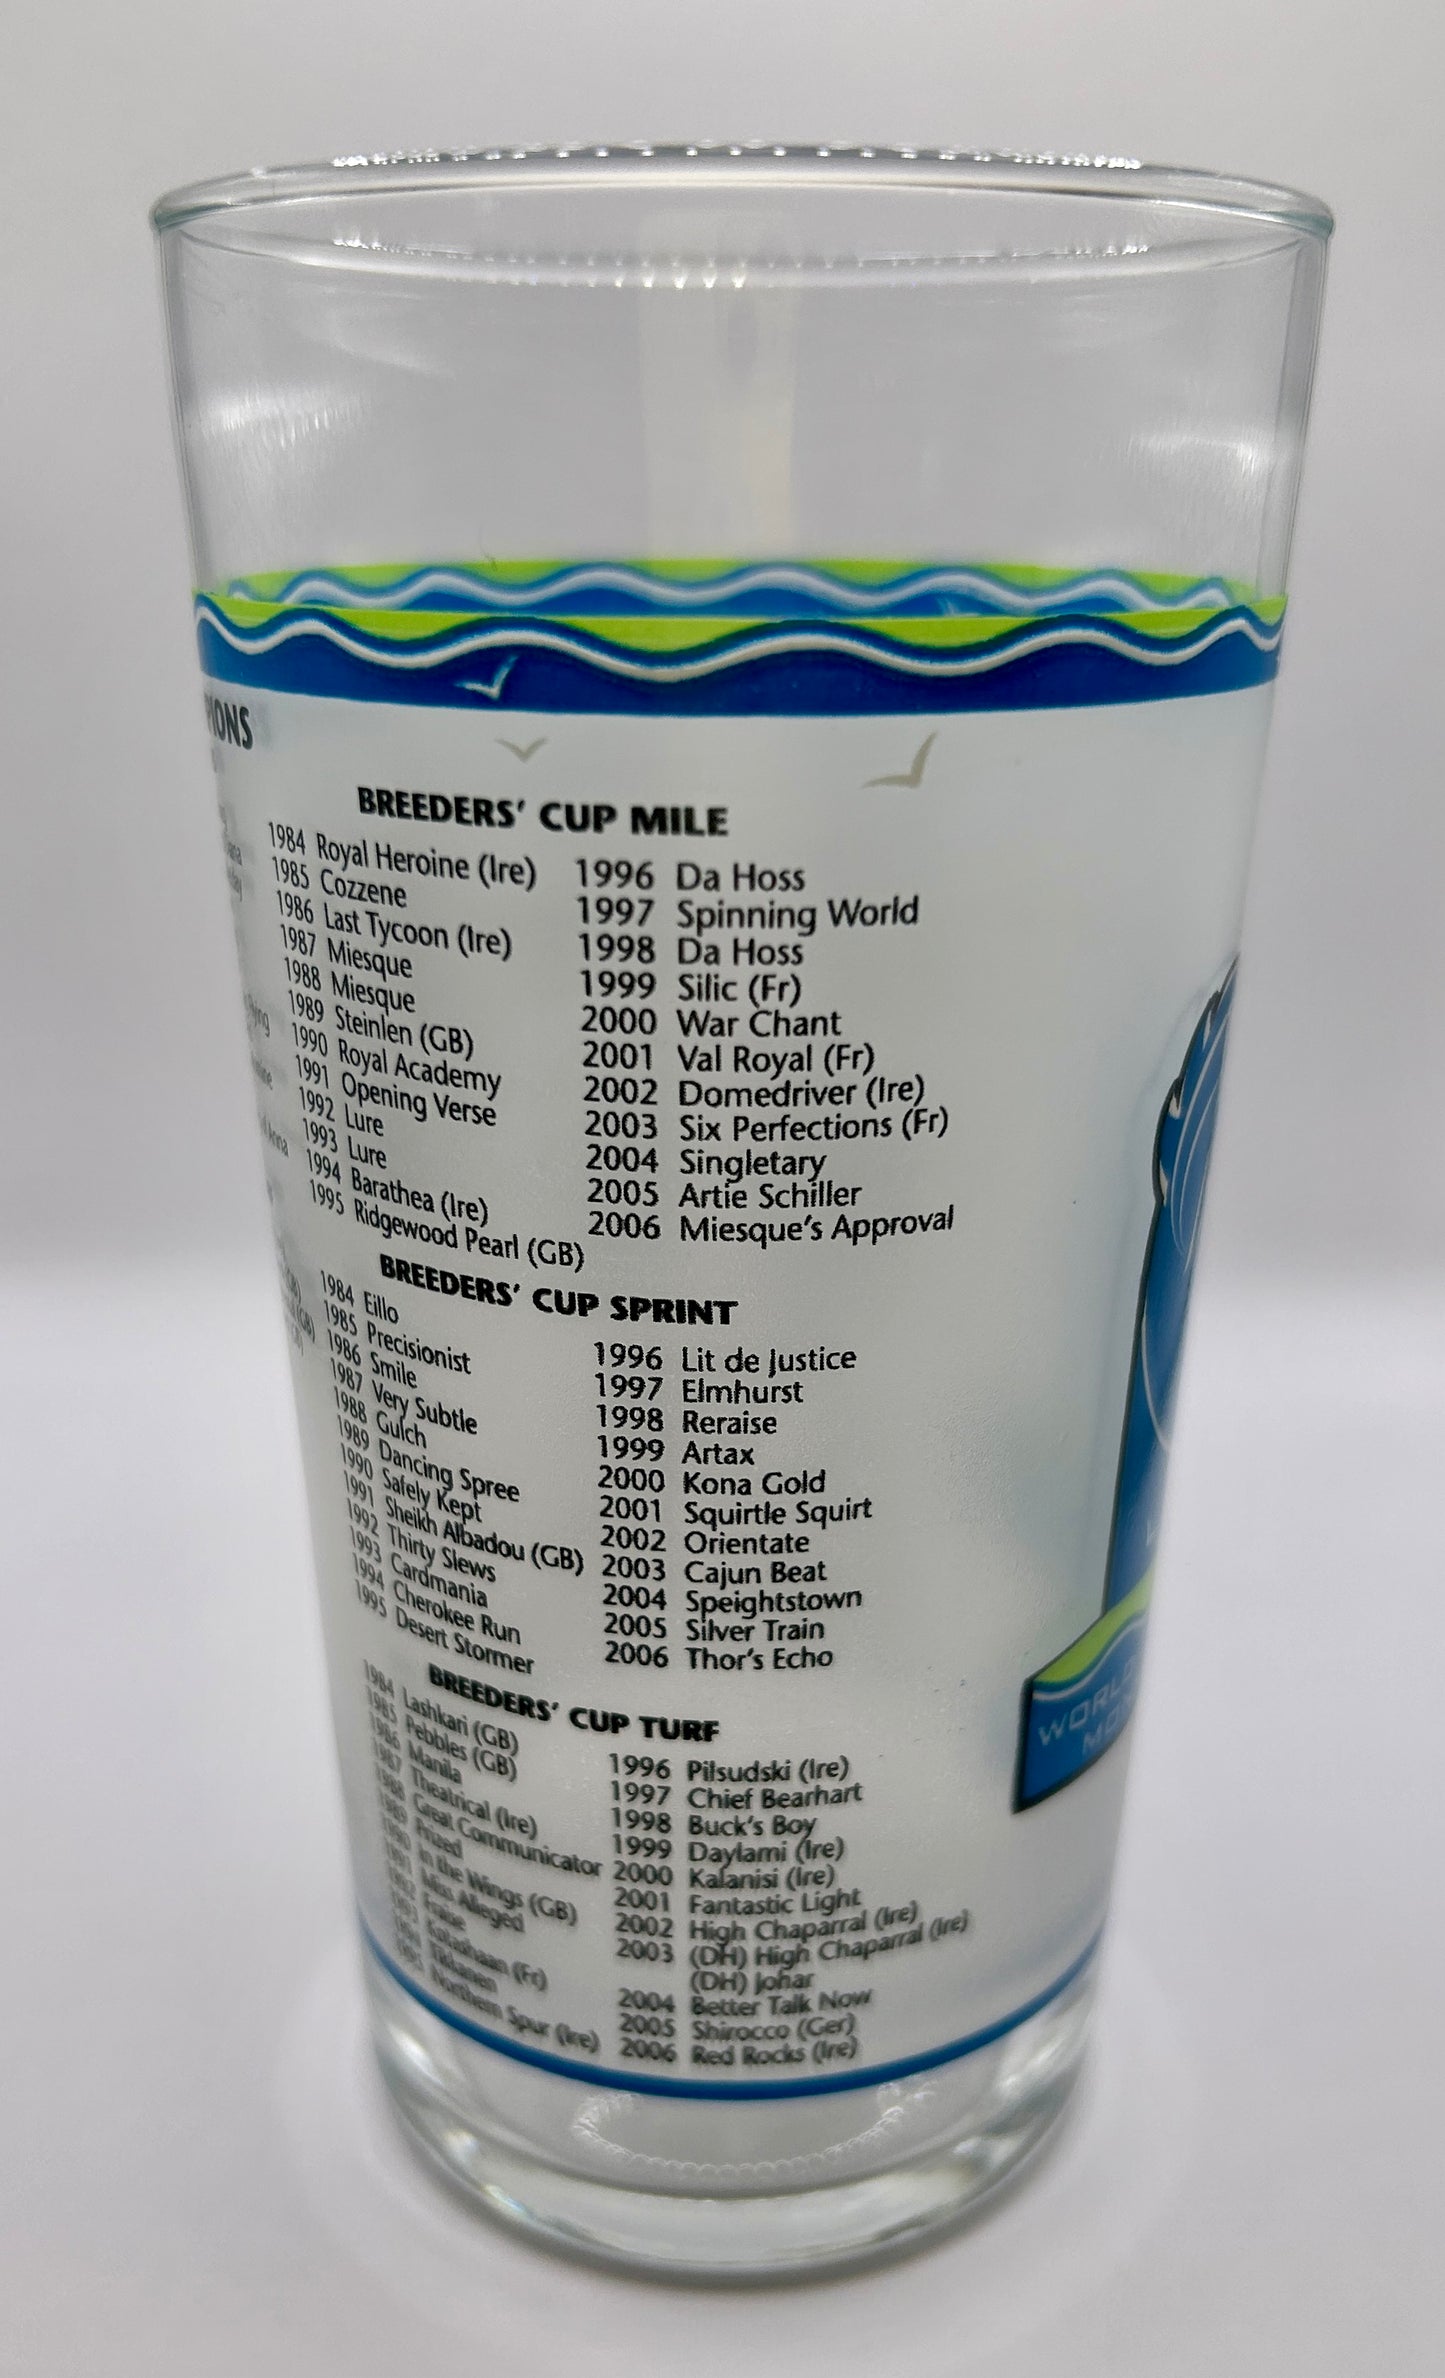 BREEDERS' CUP MILE
1984 Royal Heroine (Ire)
1985 Cozzene
1986 Last Tycoon (Ire)
1987 Miesque
1988 Miesque
1989 Steinlen (GB)
1990 Royal Academy
1991 Opening Verse
1992 Lure
1993 Lure
1994 Barathea (Ire)
1995 Ridgewood Pearl (GB)
1996 Da Hoss
1997 Spinning World
1998 Da Hoss
1999 Silic (Fr)
2000 War Chant
2001 Val Royal (Fr)
2002 Domedriver (Ire)
2003 Six Perfections (Fr)
2004 Singletary
2005 Artie Schiller
2006 Miesque's Approval
BREEDERS' CUP SPRINT
1984 Eillo
1985 Precisionist
1986 Smile
1987 Very Subtle
1988 Gulch
1989 Dancing Spree
1990 Safely Kept
1991 Sheikh Albadou (GB)
1992 Thirty Slews
1993 Cardmania
1994 Cherokee Run
1995 Desert Stormer
1996 Lit de Justice
1997 Elmhurst
1998 Reraise
1999 Artax
2000 Kona Gold
2001 Squirtle Squirt
2002 Orientate
2003 Cajun Beat
2004 Speightstown
2005 Silver Train
2006 Thor's Echo
BREEDERS' CUP TURF
1984 Lashkari (GB)
1985 Pebbles (GB)
1986 Manila
1987 Theatrical (Ire)
1988 Great Communicator
1989 Prized
1990 In the Wings (GB)
1991 Miss Alleged
1992 Fraise
1993 Kotashaan (Fr)
1994 Tikkanen
1995 Northern Spur (Ire)
1996 Pilsudski (Ire)
1997 Chief Bearhart
1998 Buck's Boy
1999 Daylami (Ire)
2000 Kalanisi (Ire)
2001 Fantastic Light
2002 High Chaparral (Ire)
2003 (DH) High Chaparral (Ire)
(DH) Johar
2004 Better Talk Now
2005 Shirocco (Ger)
2006 Red Rocks (Ire)
WORLD